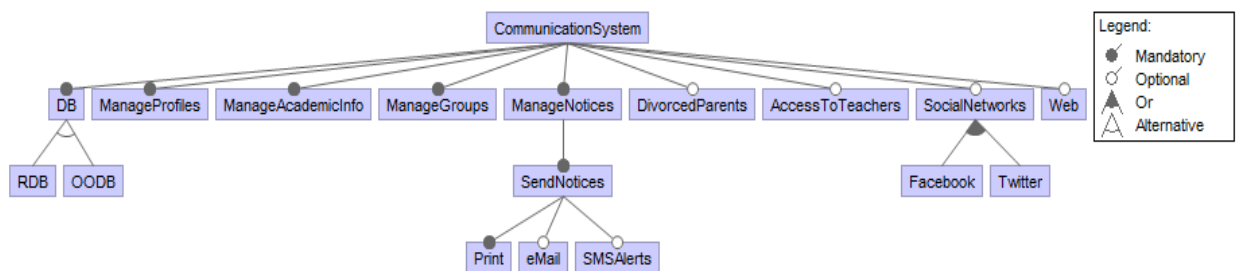 CommunicationSystem
Legend:
Mandatory
Optional
Or
Alternative
DB ManageProfiles ManageAcademicInfo ManageGroups ManageNotices DivorcedParents AccessToTeachers SocialNetworks Web
RDB OODB SendNotices Facebook Twitter
Print eMail SMSAlerts